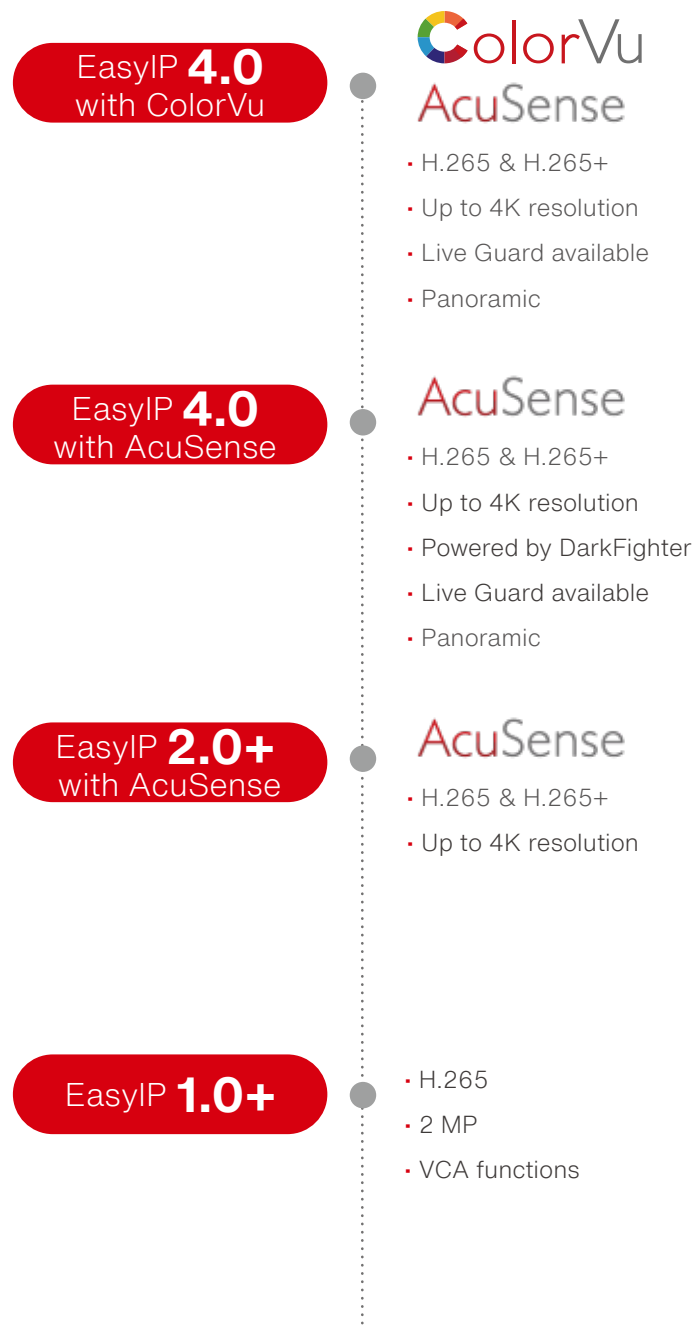 EasyIP 4.0
with ColorVu
ColorVu
AcuSense
· H.265 & H.265+
· Up to 4K resolution
· Live Guard available
· Panoramic
EasyIP 4.0
with AcuSense
AcuSense
· H.265 & H.265+
· Up to 4K resolution
· Powered by DarkFighter
· Live Guard available
· Panoramic
EasyIP 2.0+
with AcuSense
AcuSense
· H.265 & H.265+
· Up to 4K resolution
EasyIP 1.0+
· H.265
· 2 MP
· VCA functions